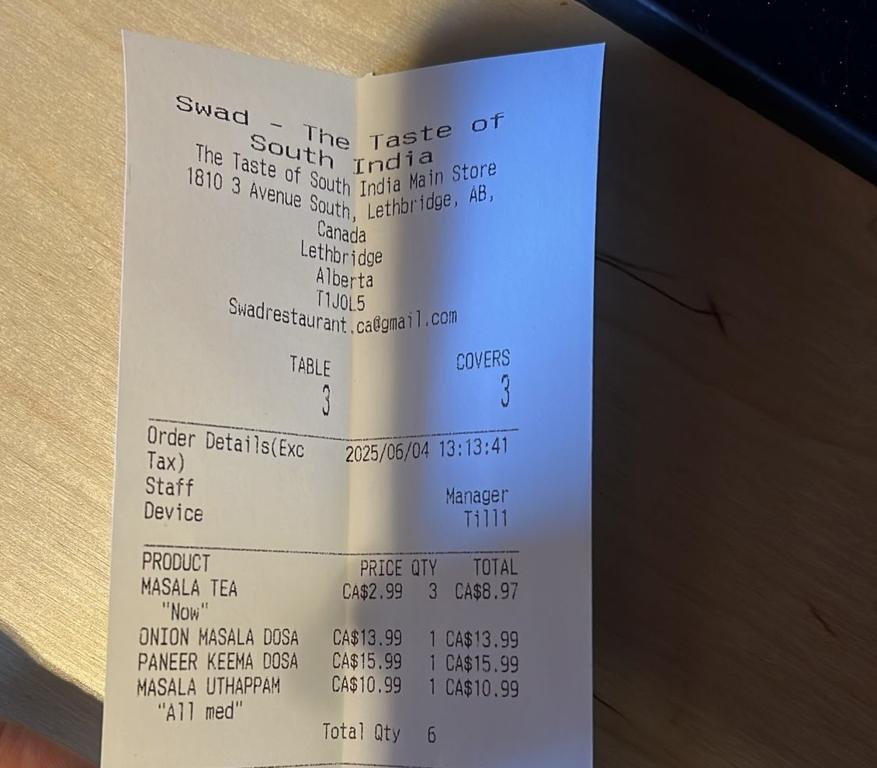 Swad - The Taste of
South India
The Taste of South India Main Store
1810 3 Avenue South, Lethbridge, AB,
Canada
Lethbridge
Alberta
T1J0L5
Swadrestaurant.ca@gmail.com
TABLE COVERS
3 3
Order Details(Exc 2025/06/04 13:13:41
Tax)
Staff Manager
Device Till1
PRODUCT PRICE QTY TOTAL
MASALA TEA CA$2.99 3 CA$8.97
"Now"
ONION MASALA DOSA CA$13.99 1 CA$13.99
PANEER KEEMA DOSA CA$15.99 1 CA$15.99
MASALA UTHAPPAM CA$10.99 1 CA$10.99
"All med"
Total Qty 6